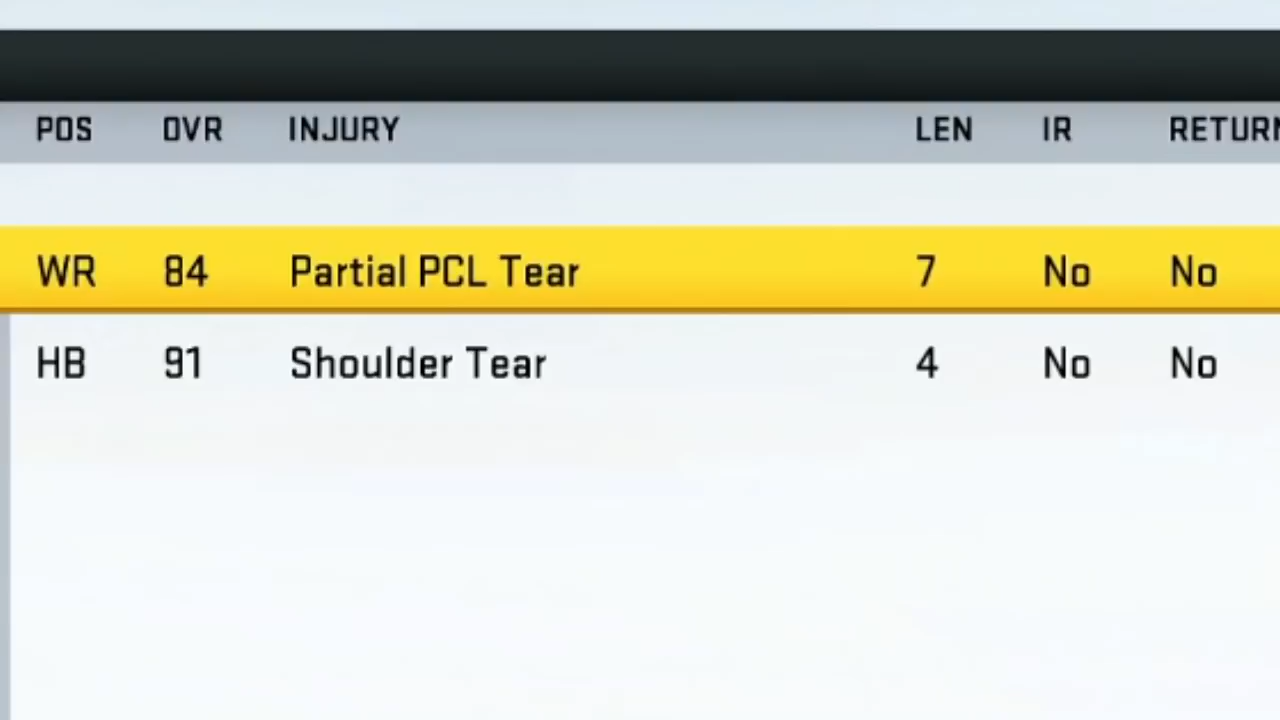 POS OVR INJURY LEN IR RETURN
WR 84 Partial PCL Tear 7 No No
HB 91 Shoulder Tear 4 No No